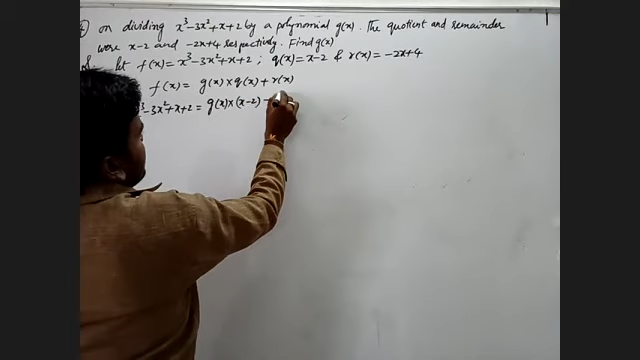 on dividing x³-3x²+x+2 by a polynomial g(x). The quotient and remainder
were x-2 and -2x+4 respectively. Find g(x)
let f(x) = x³-3x²+x+2 ; q(x) = x-2 & r(x) = -2x+4
f(x) = g(x) × q(x) + r(x)
-3x²+x+2 = g(x) × (x-2)